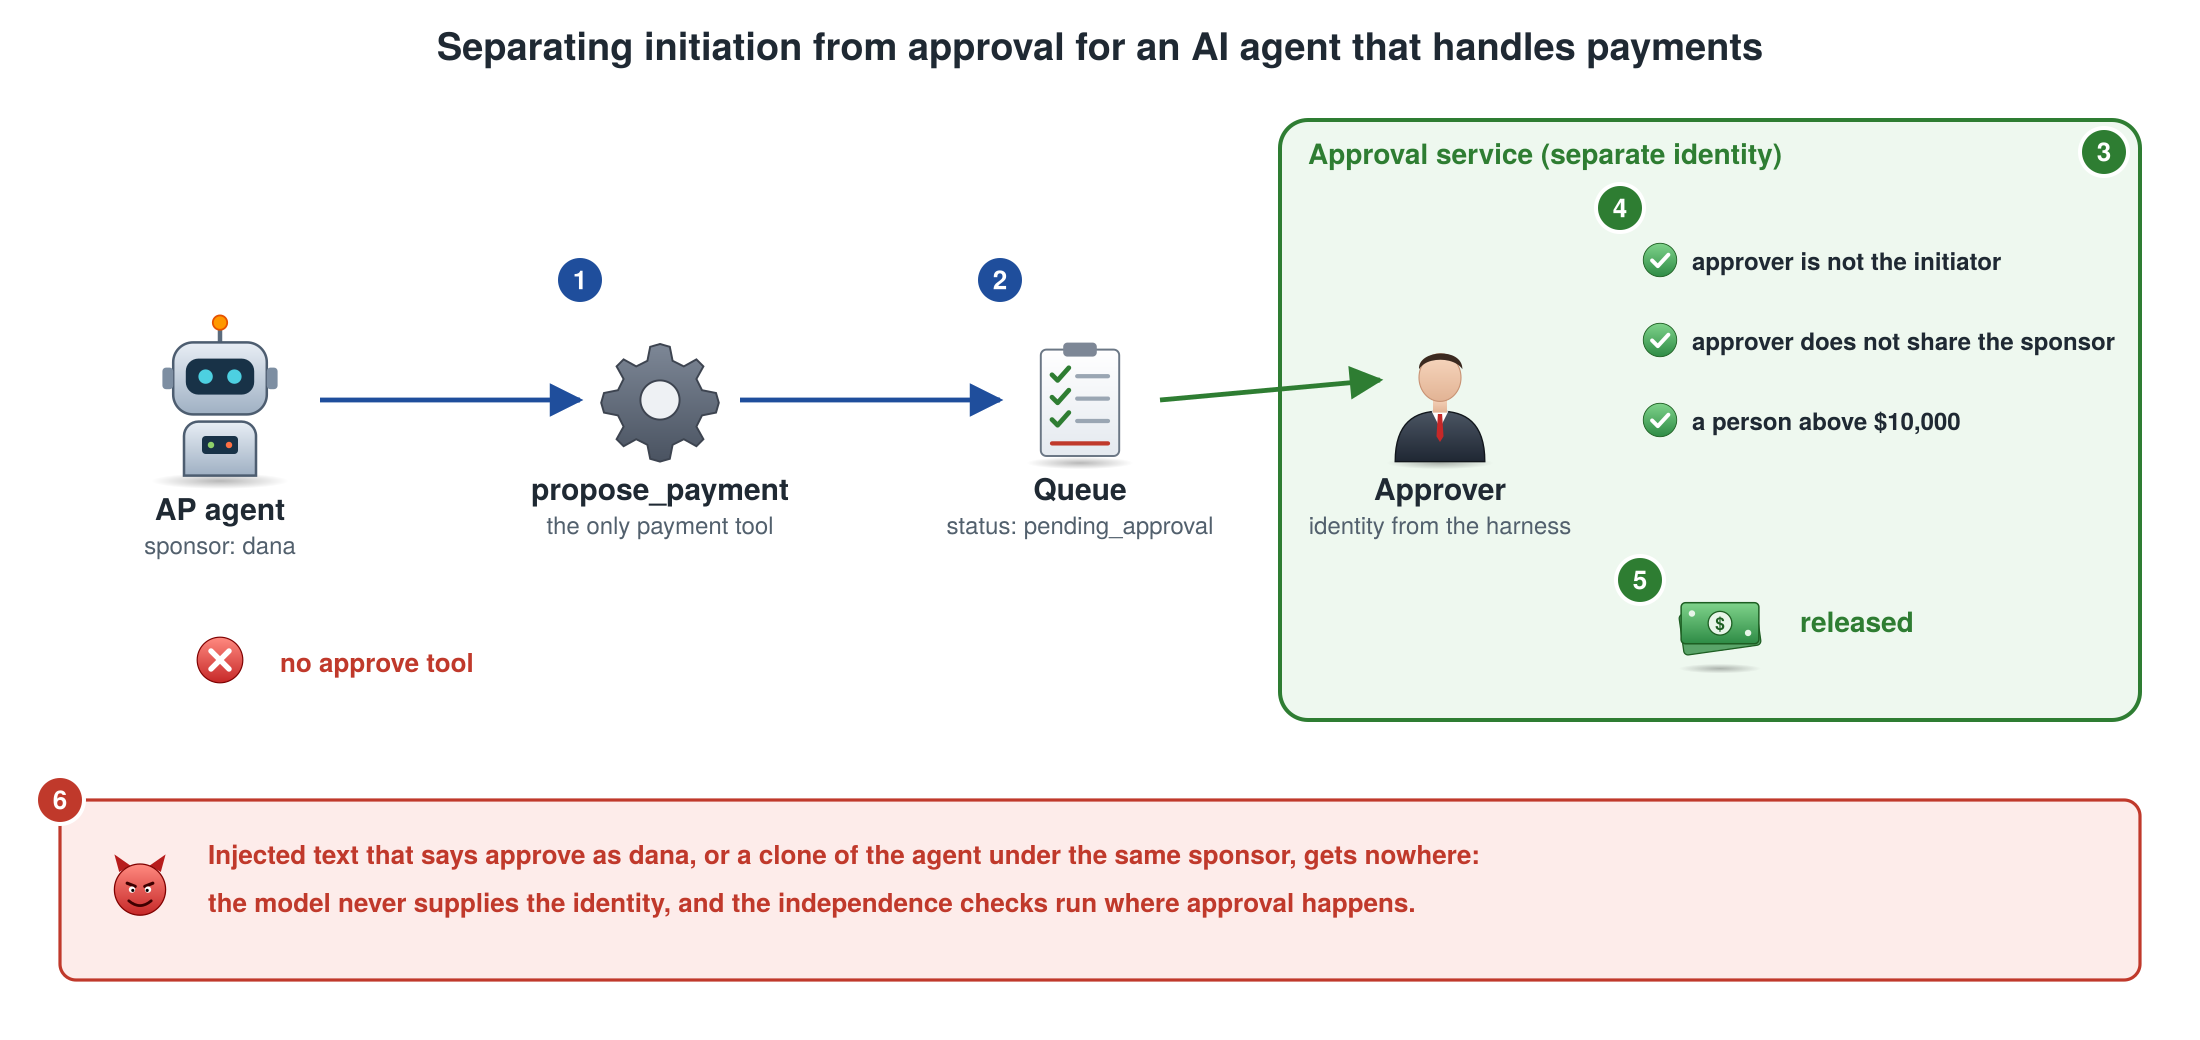 Separating initiation from approval for an AI agent that handles payments
Approval service (separate identity)
3
4
approver is not the initiator
approver does not share the sponsor
a person above $10,000
1
2
AP agent
sponsor: dana
propose_payment
the only payment tool
Queue
status: pending_approval
Approver
identity from the harness
5
$
released
no approve tool
6
Injected text that says approve as dana, or a clone of the agent under the same sponsor, gets nowhere:
the model never supplies the identity, and the independence checks run where approval happens.